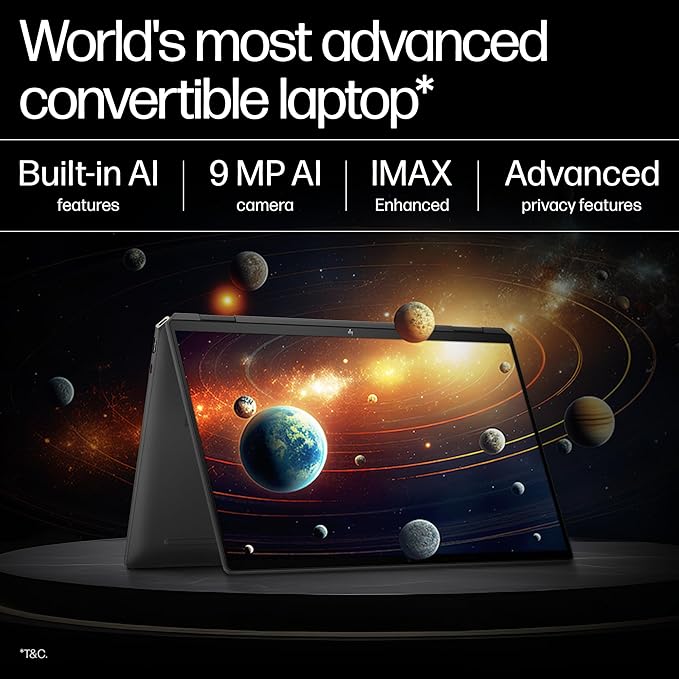 World's most advanced
convertible laptop*
Built-in AI
features
9 MP AI
camera
IMAX
Enhanced
Advanced
privacy features
*T&C.